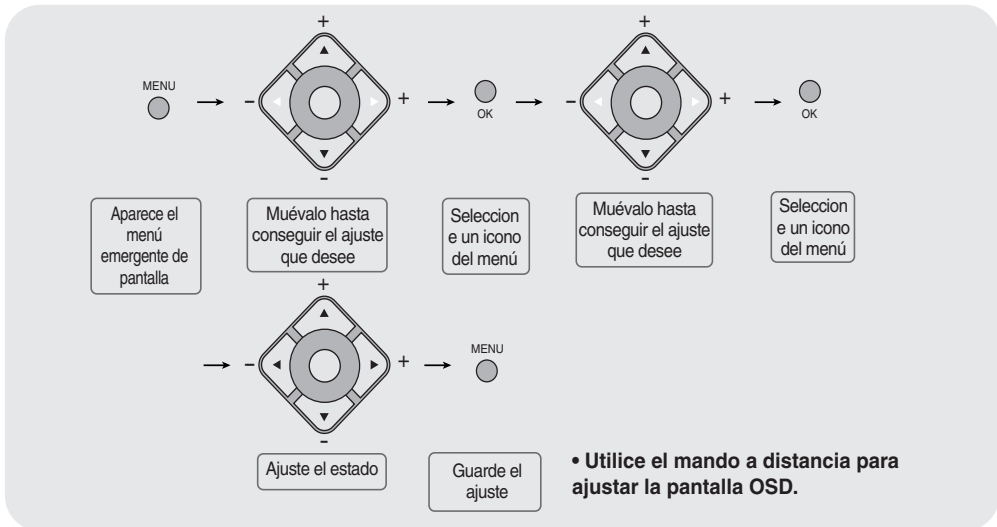 +
+
MENU
-
+
OK
-
+
OK
-
-
Aparece el
menú
emergente de
pantalla
Muévalo hasta
conseguir el ajuste
que desee
Seleccion
e un icono
del menú
Muévalo hasta
conseguir el ajuste
que desee
Seleccion
e un icono
del menú
+
-
+
MENU
-
Ajuste el estado
Guarde el
ajuste
• Utilice el mando a distancia para
ajustar la pantalla OSD.